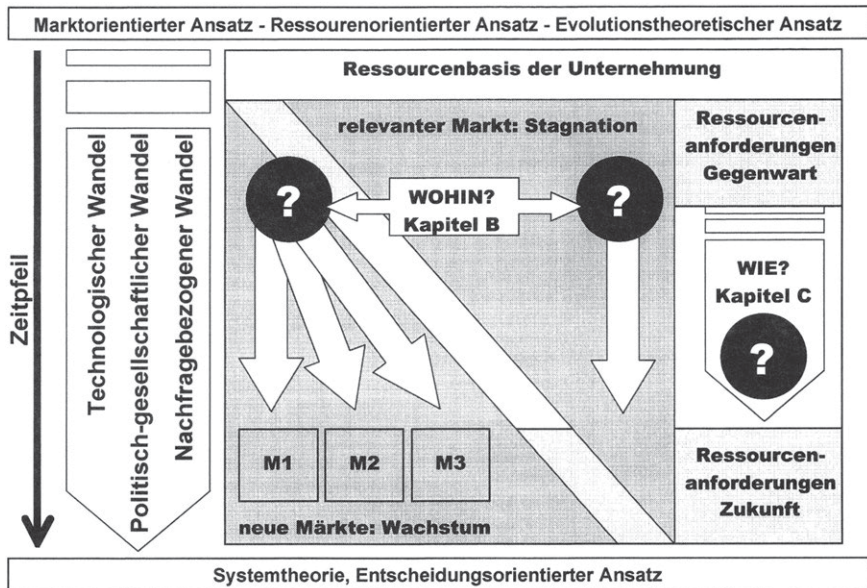 Marktorientierter Ansatz - Ressourenorientierter Ansatz - Evolutionstheoretischer Ansatz
Zeitpfeil
Technologischer Wandel
Politisch-gesellschaftlicher Wandel
Nachfragebezogener Wandel
Ressourcenbasis der Unternehmung
relevanter Markt: Stagnation
?
WOHIN?
Kapitel B
?
M1
M2
M3
neue Märkte: Wachstum
Ressourcen-
anforderungen
Gegenwart
WIE?
Kapitel C
?
Ressourcen-
anforderungen
Zukunft
Systemtheorie, Entscheidungsorientierter Ansatz